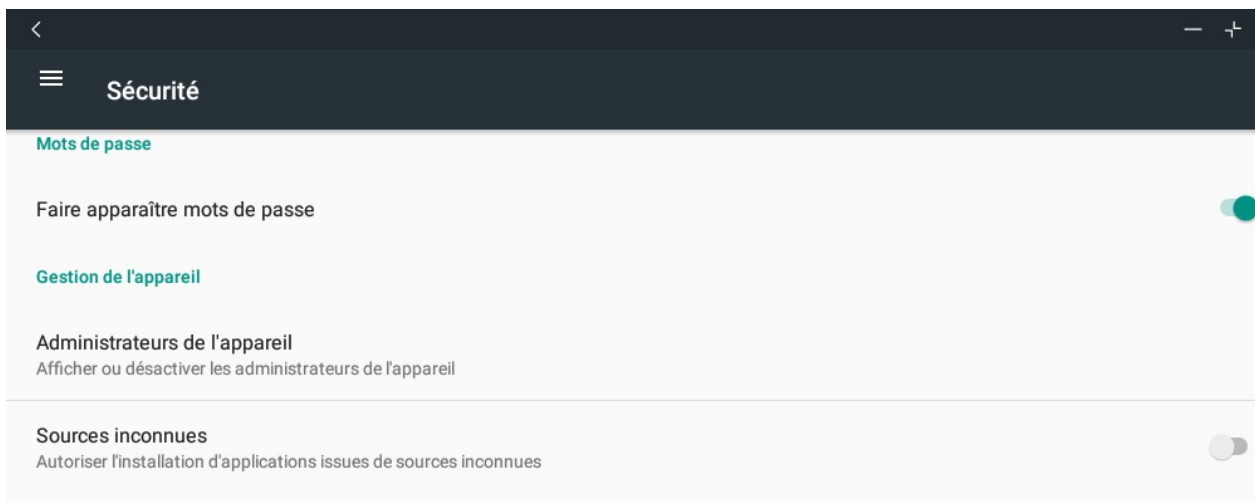 Sécurité
Mots de passe
Faire apparaître mots de passe
Gestion de l'appareil
Administrateurs de l'appareil
Afficher ou désactiver les administrateurs de l'appareil
Sources inconnues
Autoriser l'installation d'applications issues de sources inconnues